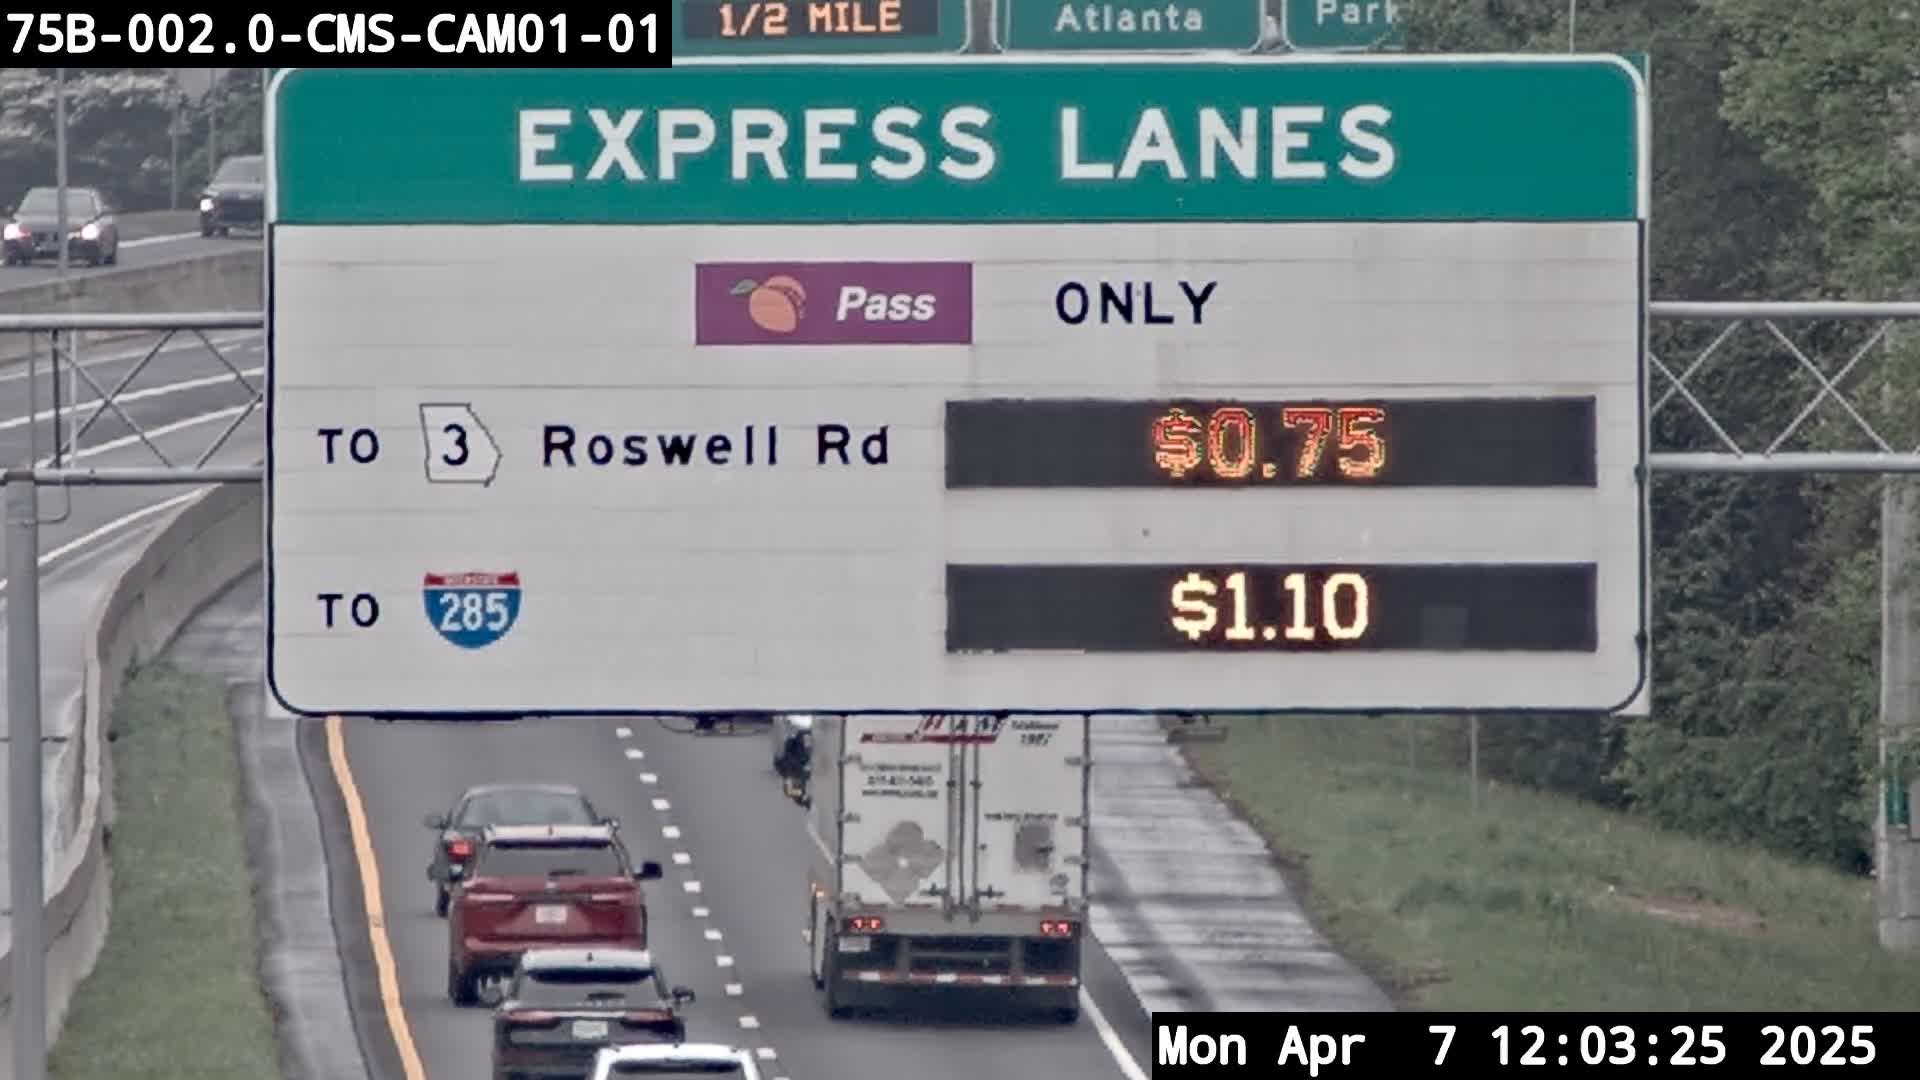 75B-002.0-CMS-CAM01-01
1/2 MILE
Atlanta
Park
EXPRESS LANES
Pass ONLY
TO 3 Roswell Rd $0.75
TO 285 $1.10
Mon Apr 7 12:03:25 2025